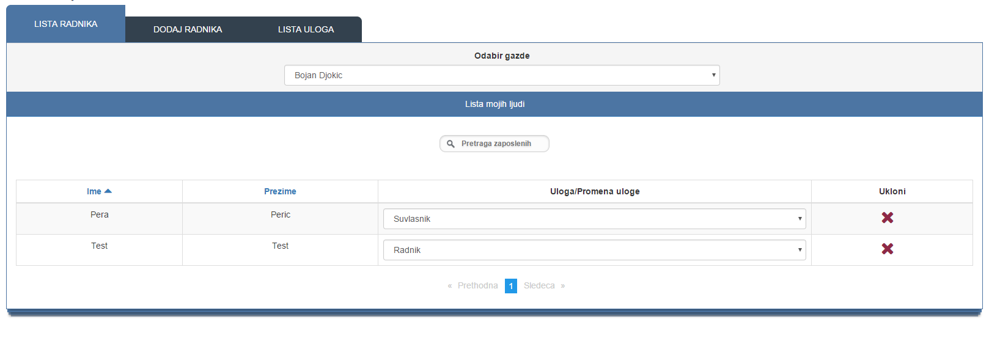 LISTA RADNIKA
DODAJ RADNIKA
LISTA ULOGA
Odabir gazde
Bojan Djokic
Lista mojih ljudi
Pretraga zaposlenih
Ime Prezime Uloga/Promena uloge Ukloni
Pera Peric Suvlasnik
Test Test Radnik
« Prethodna 1 Sledeca »